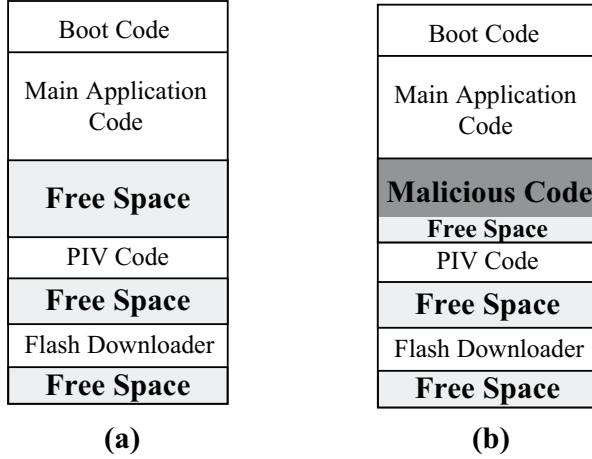 Boot Code
Main Application
Code
Free Space
PIV Code
Free Space
Flash Downloader
Free Space
(a)
Boot Code
Main Application
Code
Malicious Code
Free Space
PIV Code
Free Space
Flash Downloader
Free Space
(b)